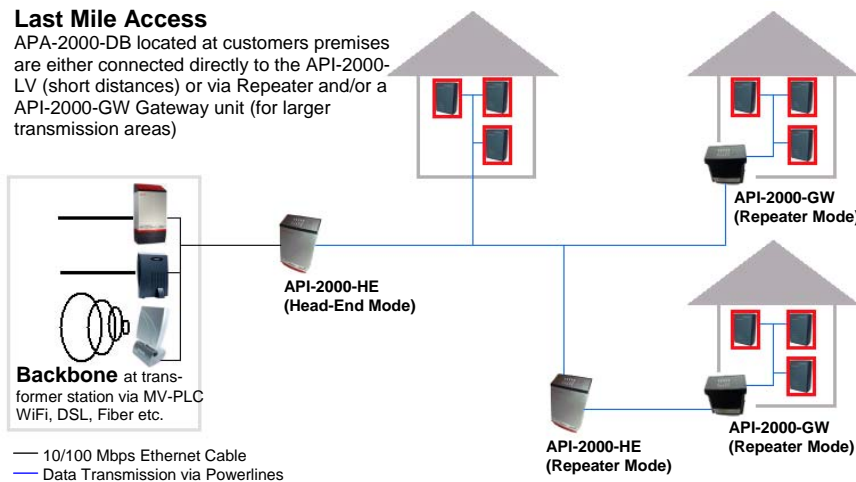 Last Mile Access
APA-2000-DB located at customers premises
are either connected directly to the API-2000-
LV (short distances) or via Repeater and/or a
API-2000-GW Gateway unit (for larger
transmission areas)
API-2000-GW
(Repeater Mode)
API-2000-HE
(Head-End Mode)
Backbone at trans-
former station via MV-PLC
WiFi, DSL, Fiber etc.
API-2000-HE
(Repeater Mode)
API-2000-GW
(Repeater Mode)
10/100 Mbps Ethernet Cable
Data Transmission via Powerlines